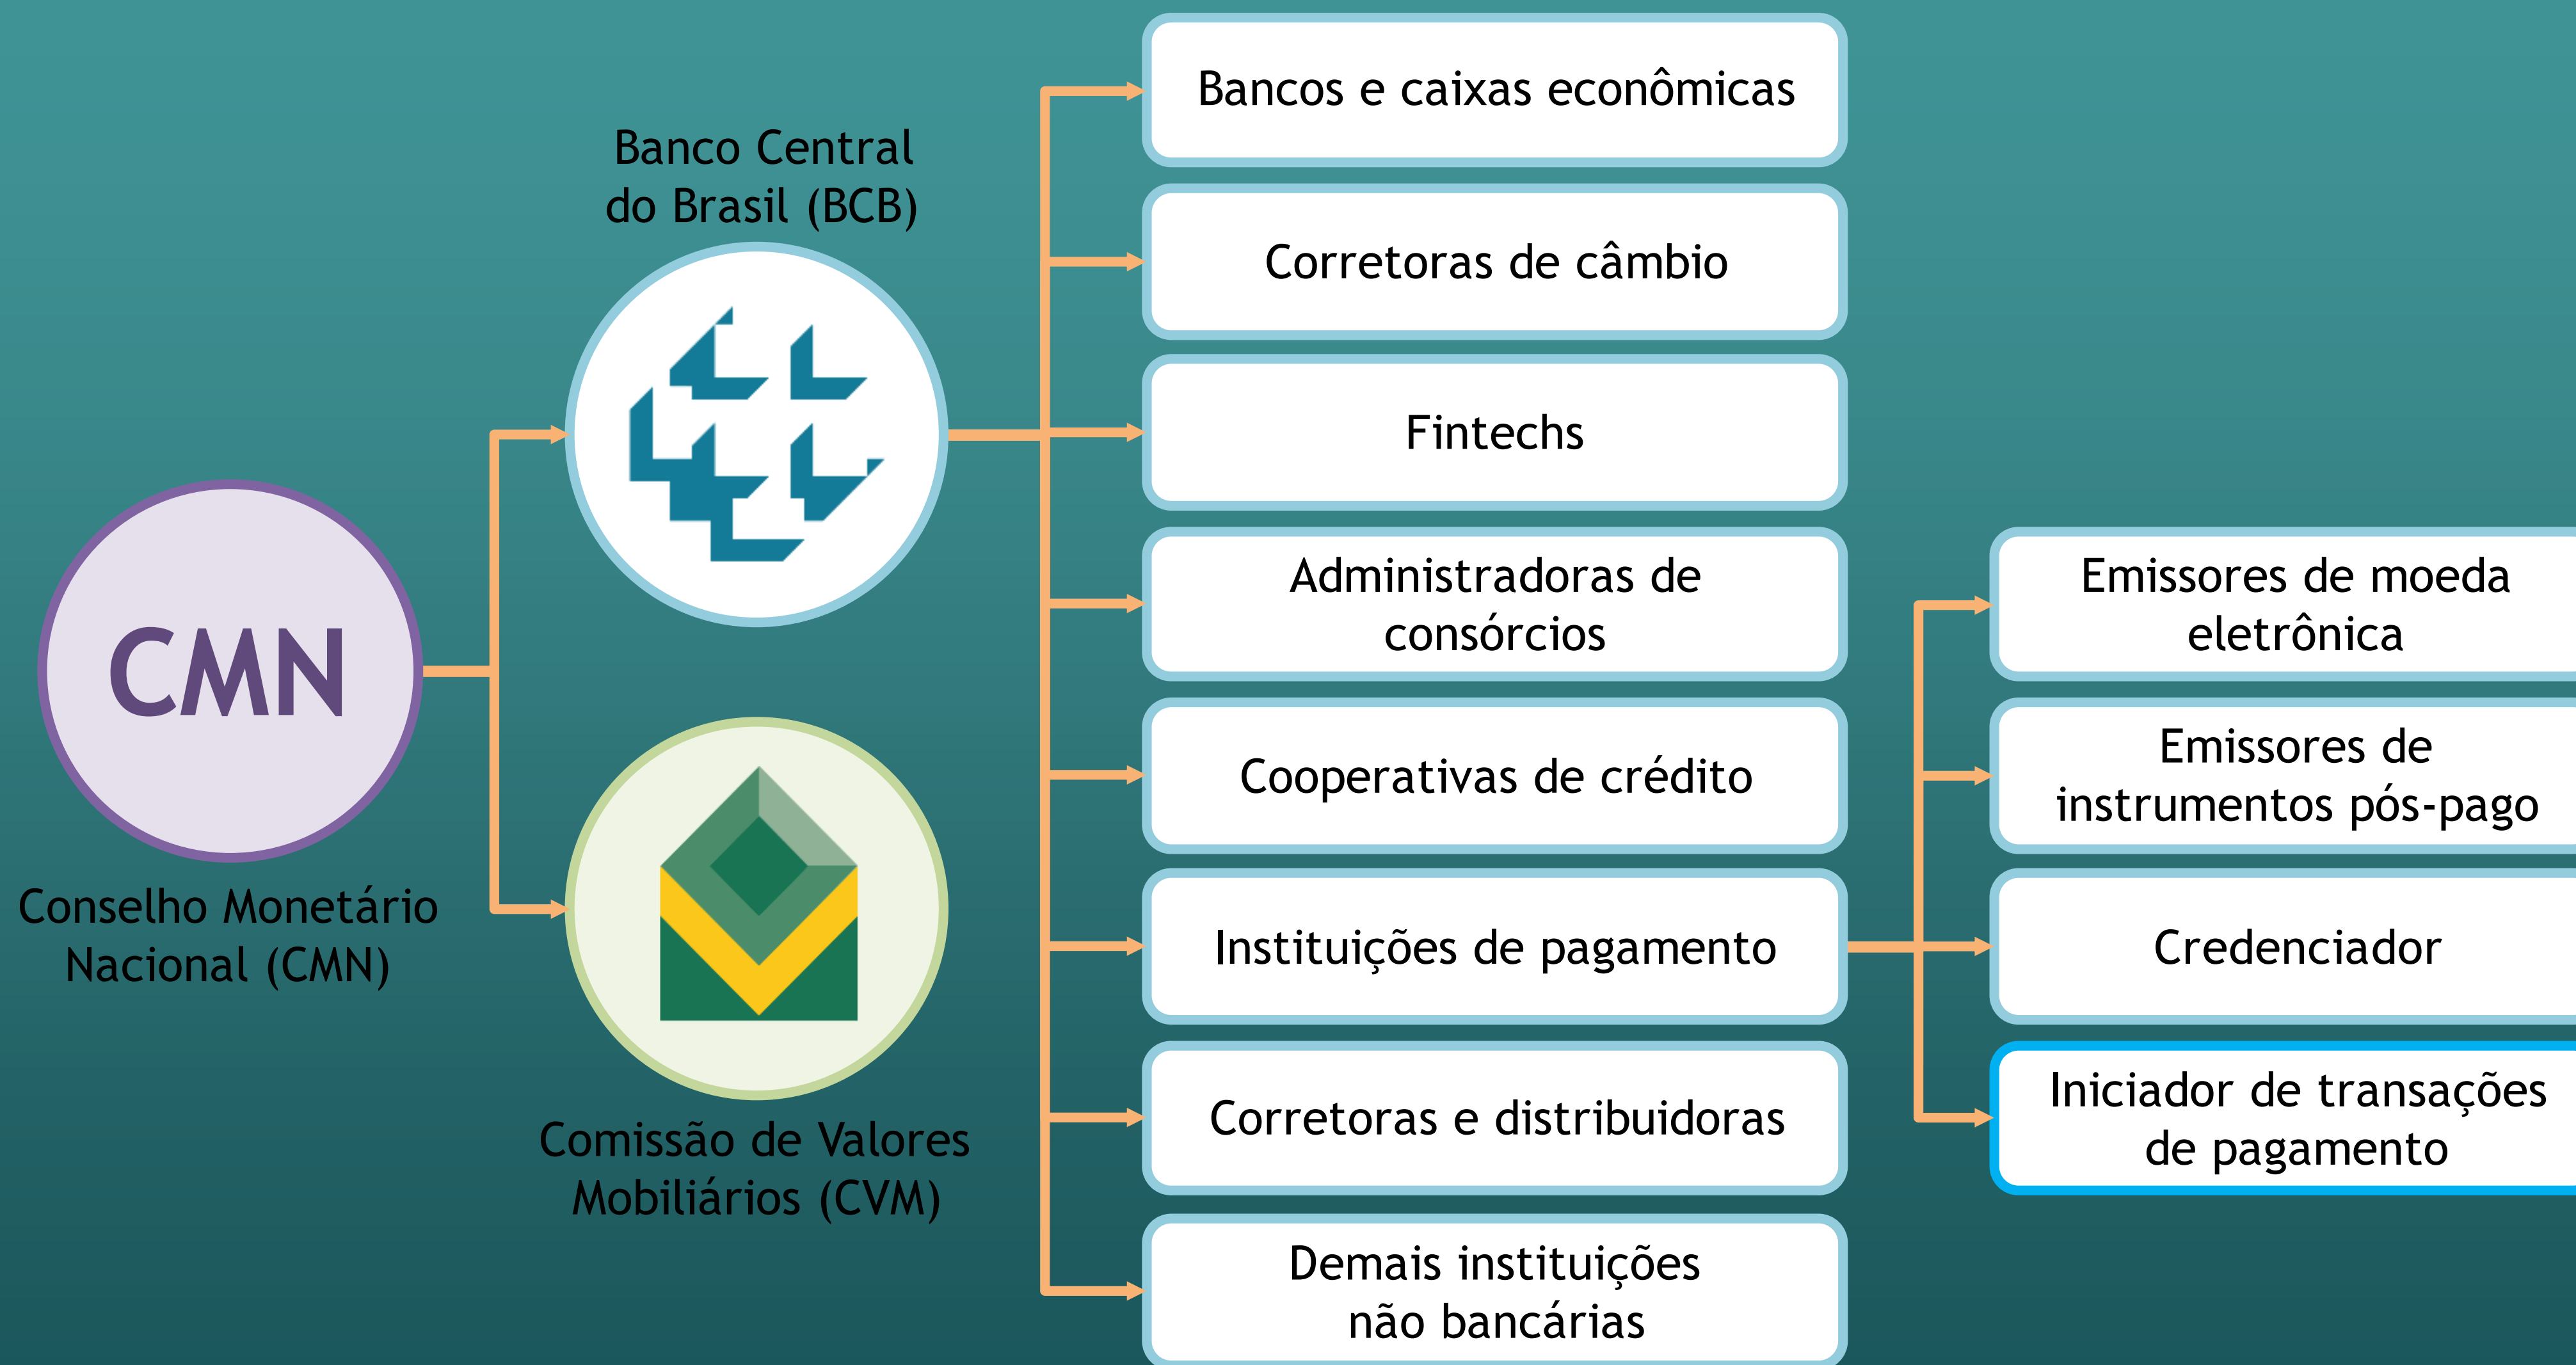 CMN
Conselho Monetário
Nacional (CMN)
Banco Central
do Brasil (BCB)
Comissão de Valores
Mobiliários (CVM)
Bancos e caixas econômicas
Corretoras de câmbio
Fintechs
Administradoras de
consórcios
Cooperativas de crédito
Instituições de pagamento
Corretoras e distribuidoras
Demais instituições
não bancárias
Emissores de moeda
eletrônica
Emissores de
instrumentos pós-pago
Credenciador
Iniciador de transações
de pagamento